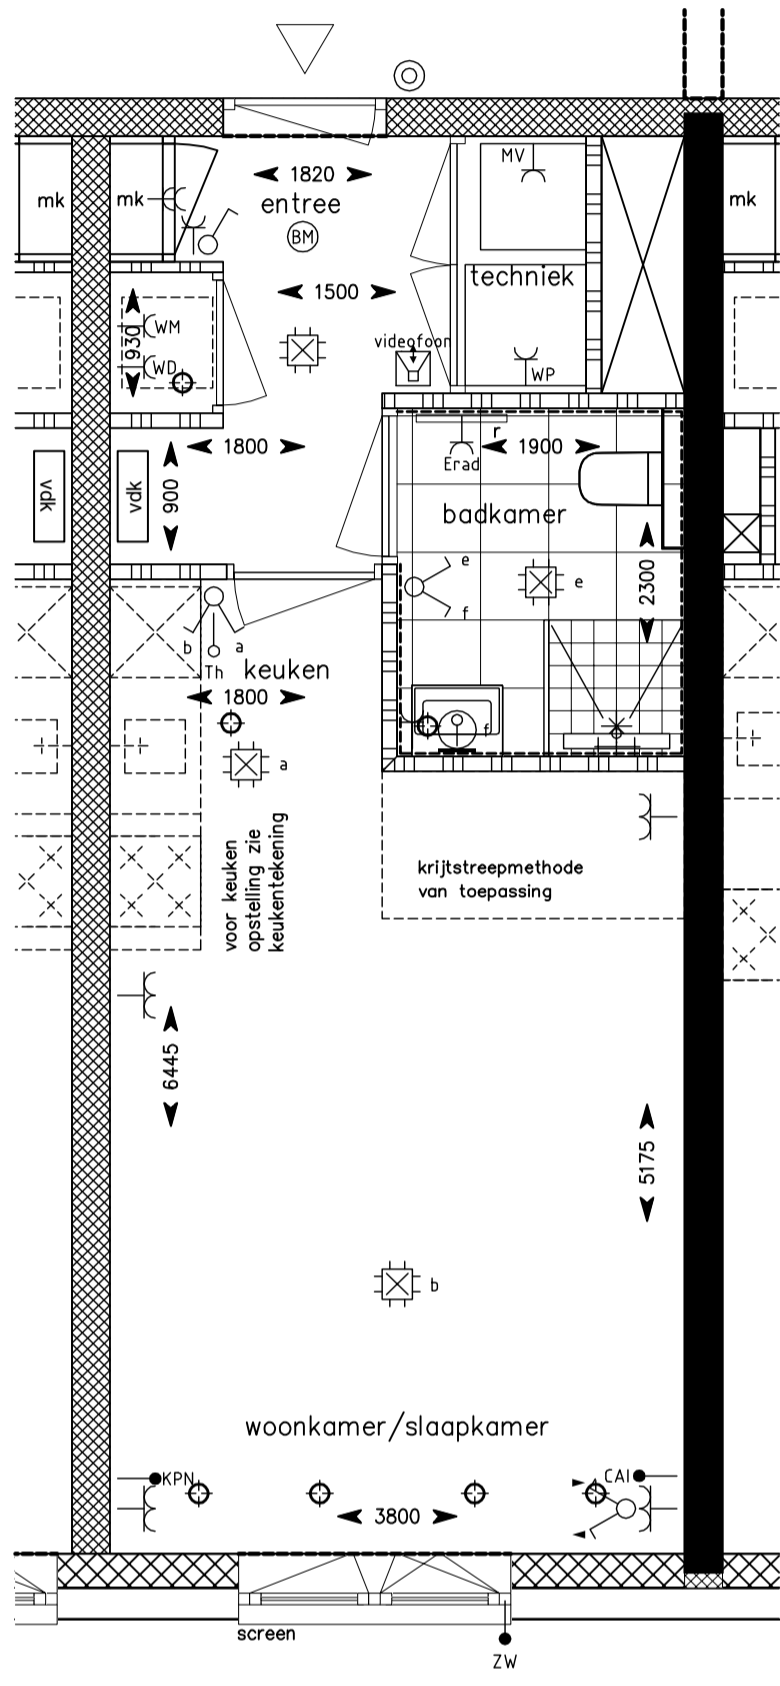 MV
1820
mk
mk
mk
entree
BM
techniek
1500
930
WM
WD
videofoon
WP
1800
r
1900
Erad
vdk
vdk
900
badkamer
e
e
f
2300
b
a
Th
keuken
1800
f
a
voor keuken
opstelling zie
keukentekening
krijtstreepmethode
van toepassing
6445
5175
b
woonkamer/slaapkamer
KPN
CAI
3800
screen
ZW